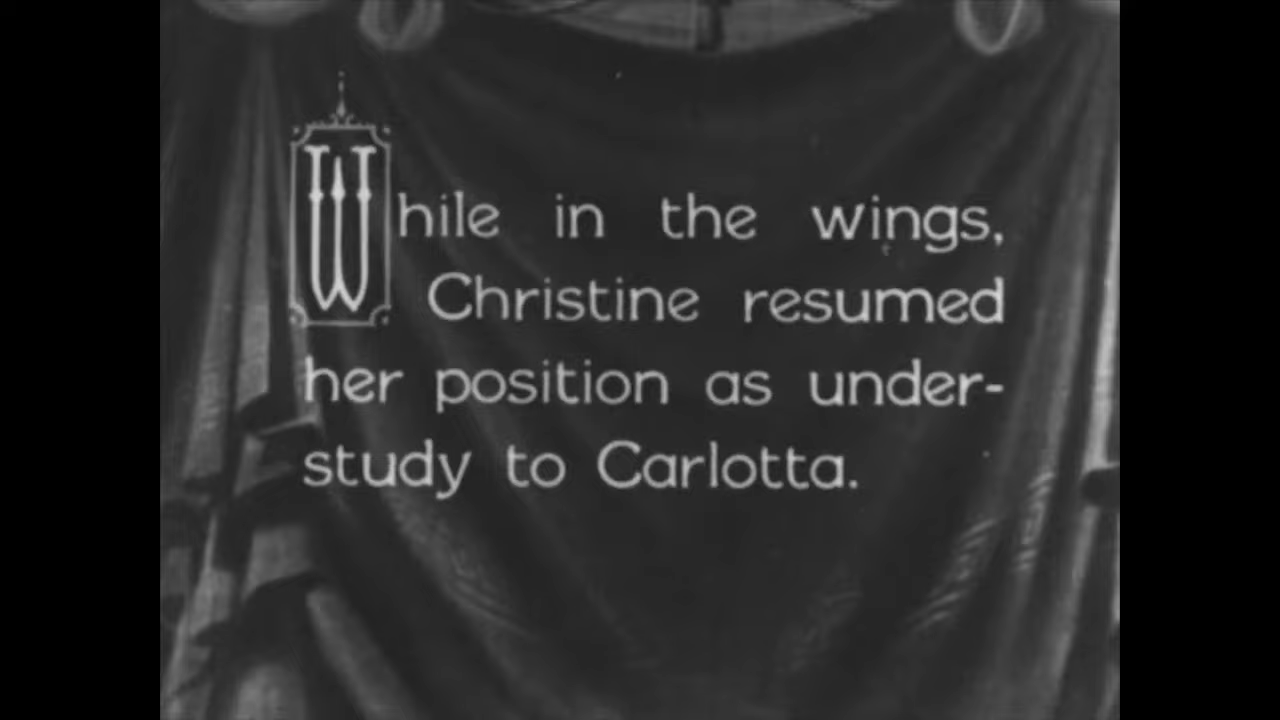 While in the wings,
Christine resumed
her position as under-
study to Carlotta.